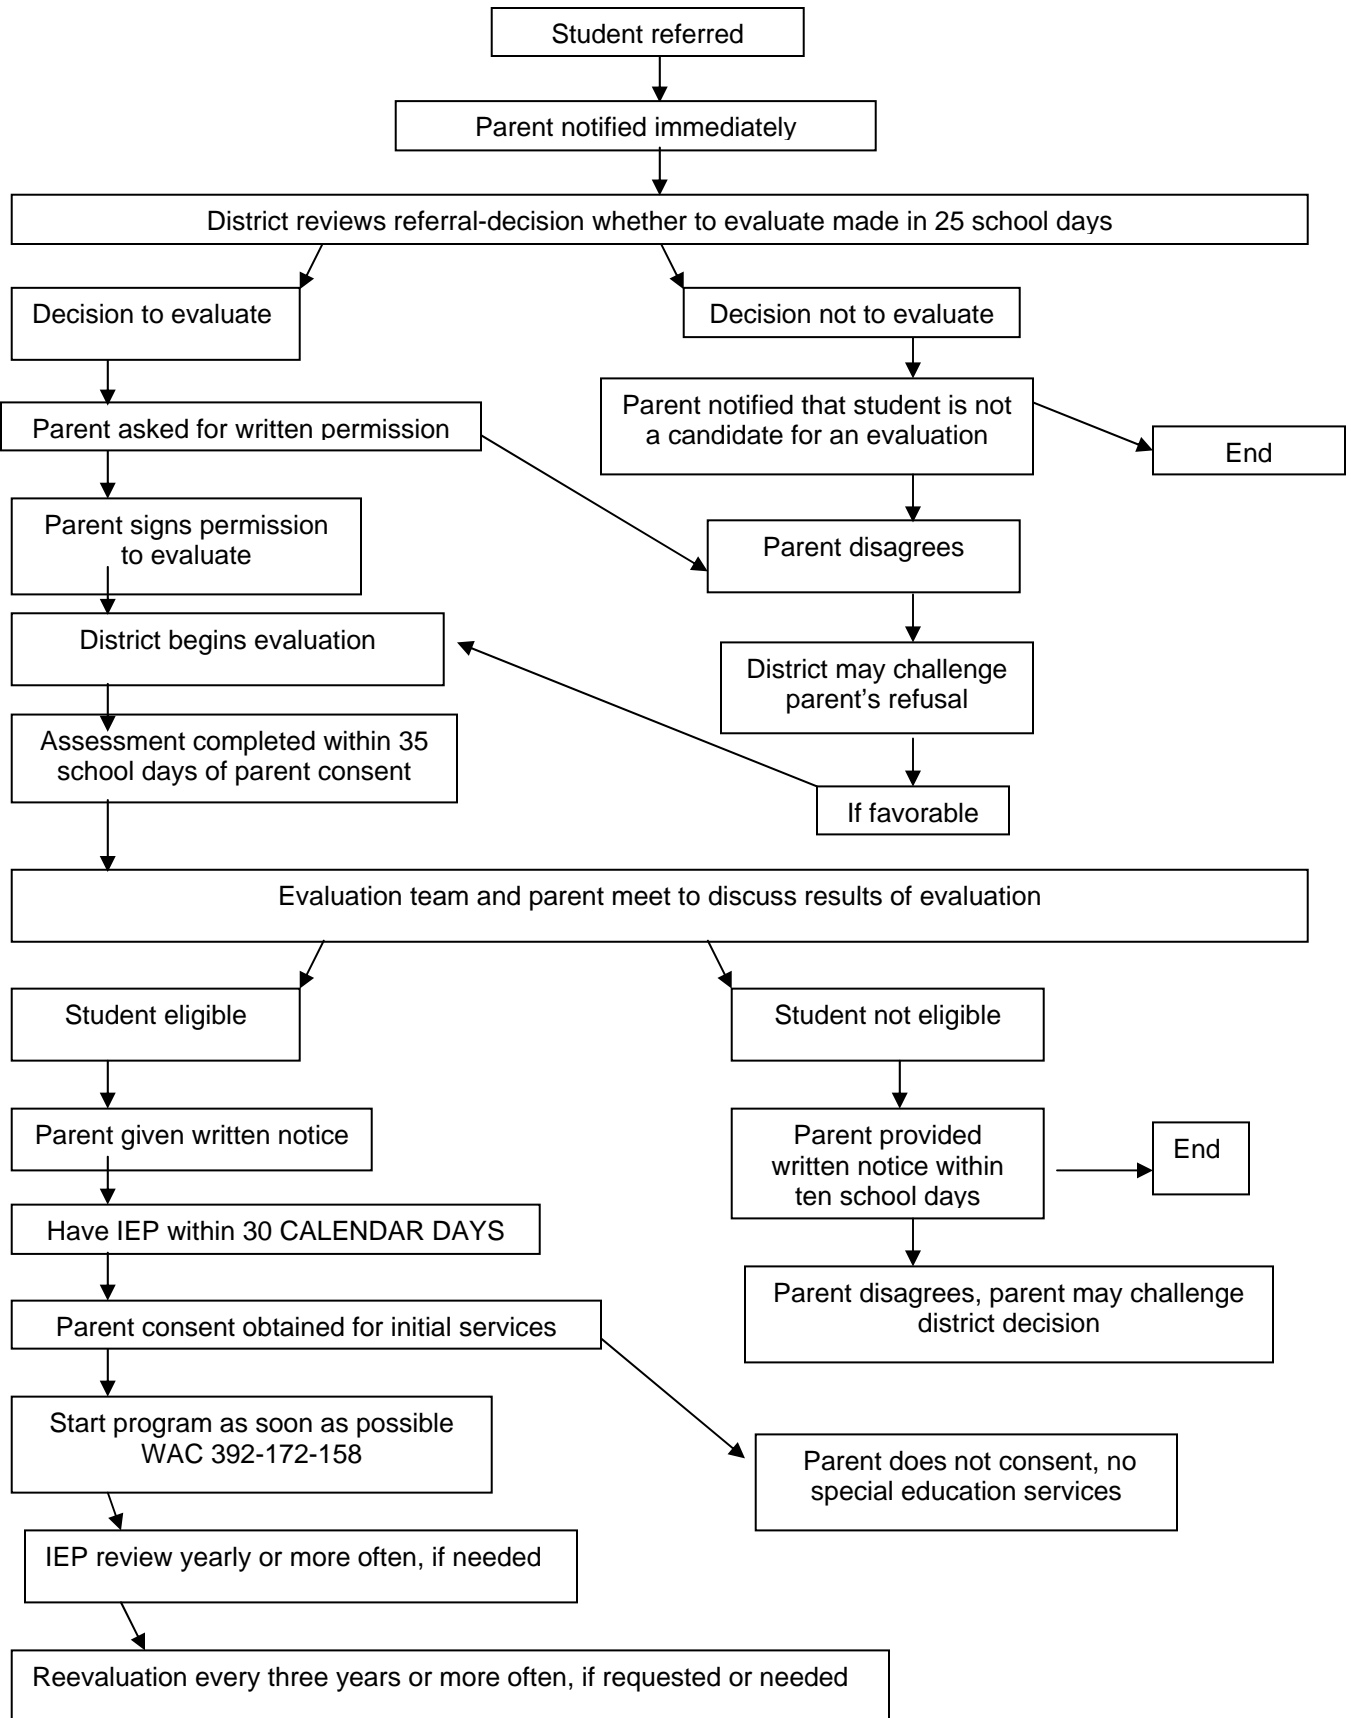 Student referred
Parent notified immediately
District reviews referral-decision whether to evaluate made in 25 school days
Decision to evaluate
Decision not to evaluate
Parent asked for written permission
Parent notified that student is not
a candidate for an evaluation
End
Parent signs permission
to evaluate
Parent disagrees
District begins evaluation
District may challenge
parent's refusal
Assessment completed within 35
school days of parent consent
If favorable
Evaluation team and parent meet to discuss results of evaluation
Student eligible
Student not eligible
Parent given written notice
Parent provided
written notice within
ten school days
End
Have IEP within 30 CALENDAR DAYS
Parent disagrees, parent may challenge
district decision
Parent consent obtained for initial services
Start program as soon as possible
WAC 392-172-158
Parent does not consent, no
special education services
IEP review yearly or more often, if needed
Reevaluation every three years or more often, if requested or needed